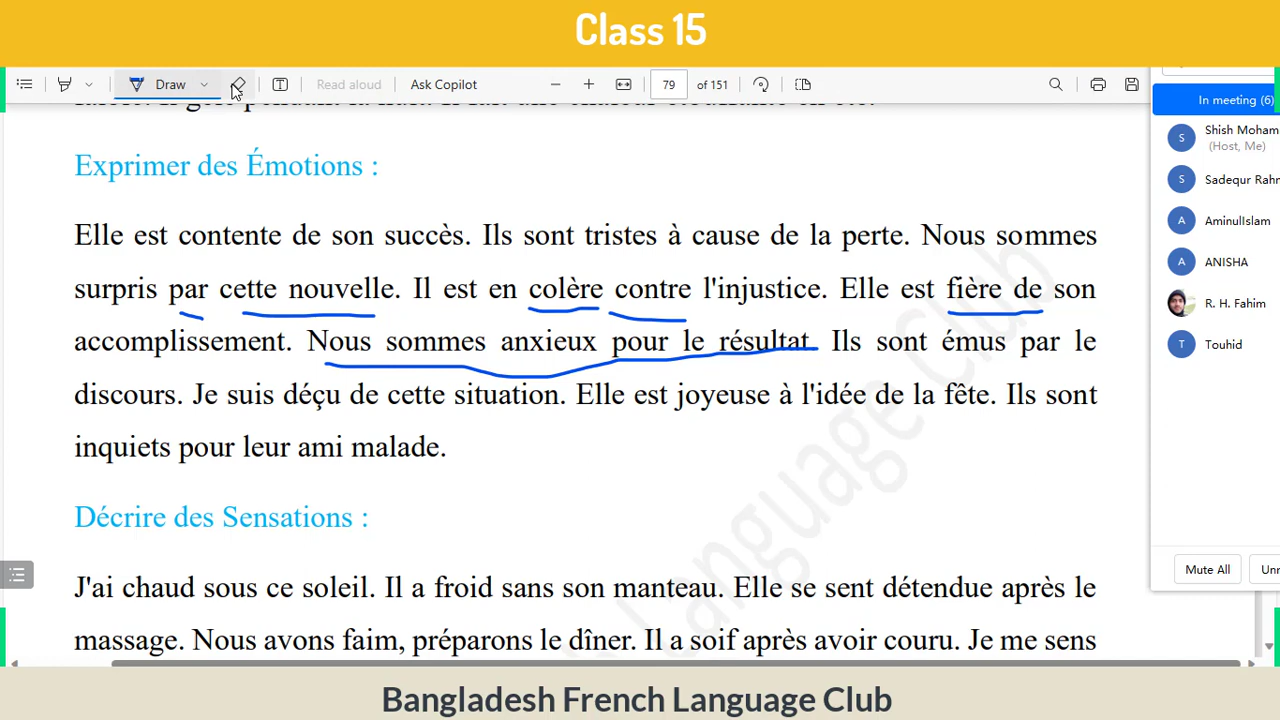 Class 15
Draw
Read aloud
Ask Copilot
79 of 151
In meeting (6)
Exprimer des Émotions :
Elle est contente de son succès. Ils sont tristes à cause de la perte. Nous sommes
surpris par cette nouvelle. Il est en colère contre l'injustice. Elle est fière de son
accomplissement. Nous sommes anxieux pour le résultat. Ils sont émus par le
discours. Je suis déçu de cette situation. Elle est joyeuse à l'idée de la fête. Ils sont
inquiets pour leur ami malade.
Décrire des Sensations :
J'ai chaud sous ce soleil. Il a froid sans son manteau. Elle se sent détendue après le
massage. Nous avons faim, préparons le dîner. Il a soif après avoir couru. Je me sens
S Shish Moham
(Host, Me)
S Sadequr Rahr
A AminulIslam
A ANISHA
R. H. Fahim
T Touhid
Mute All
Language Club
Bangladesh French Language Club